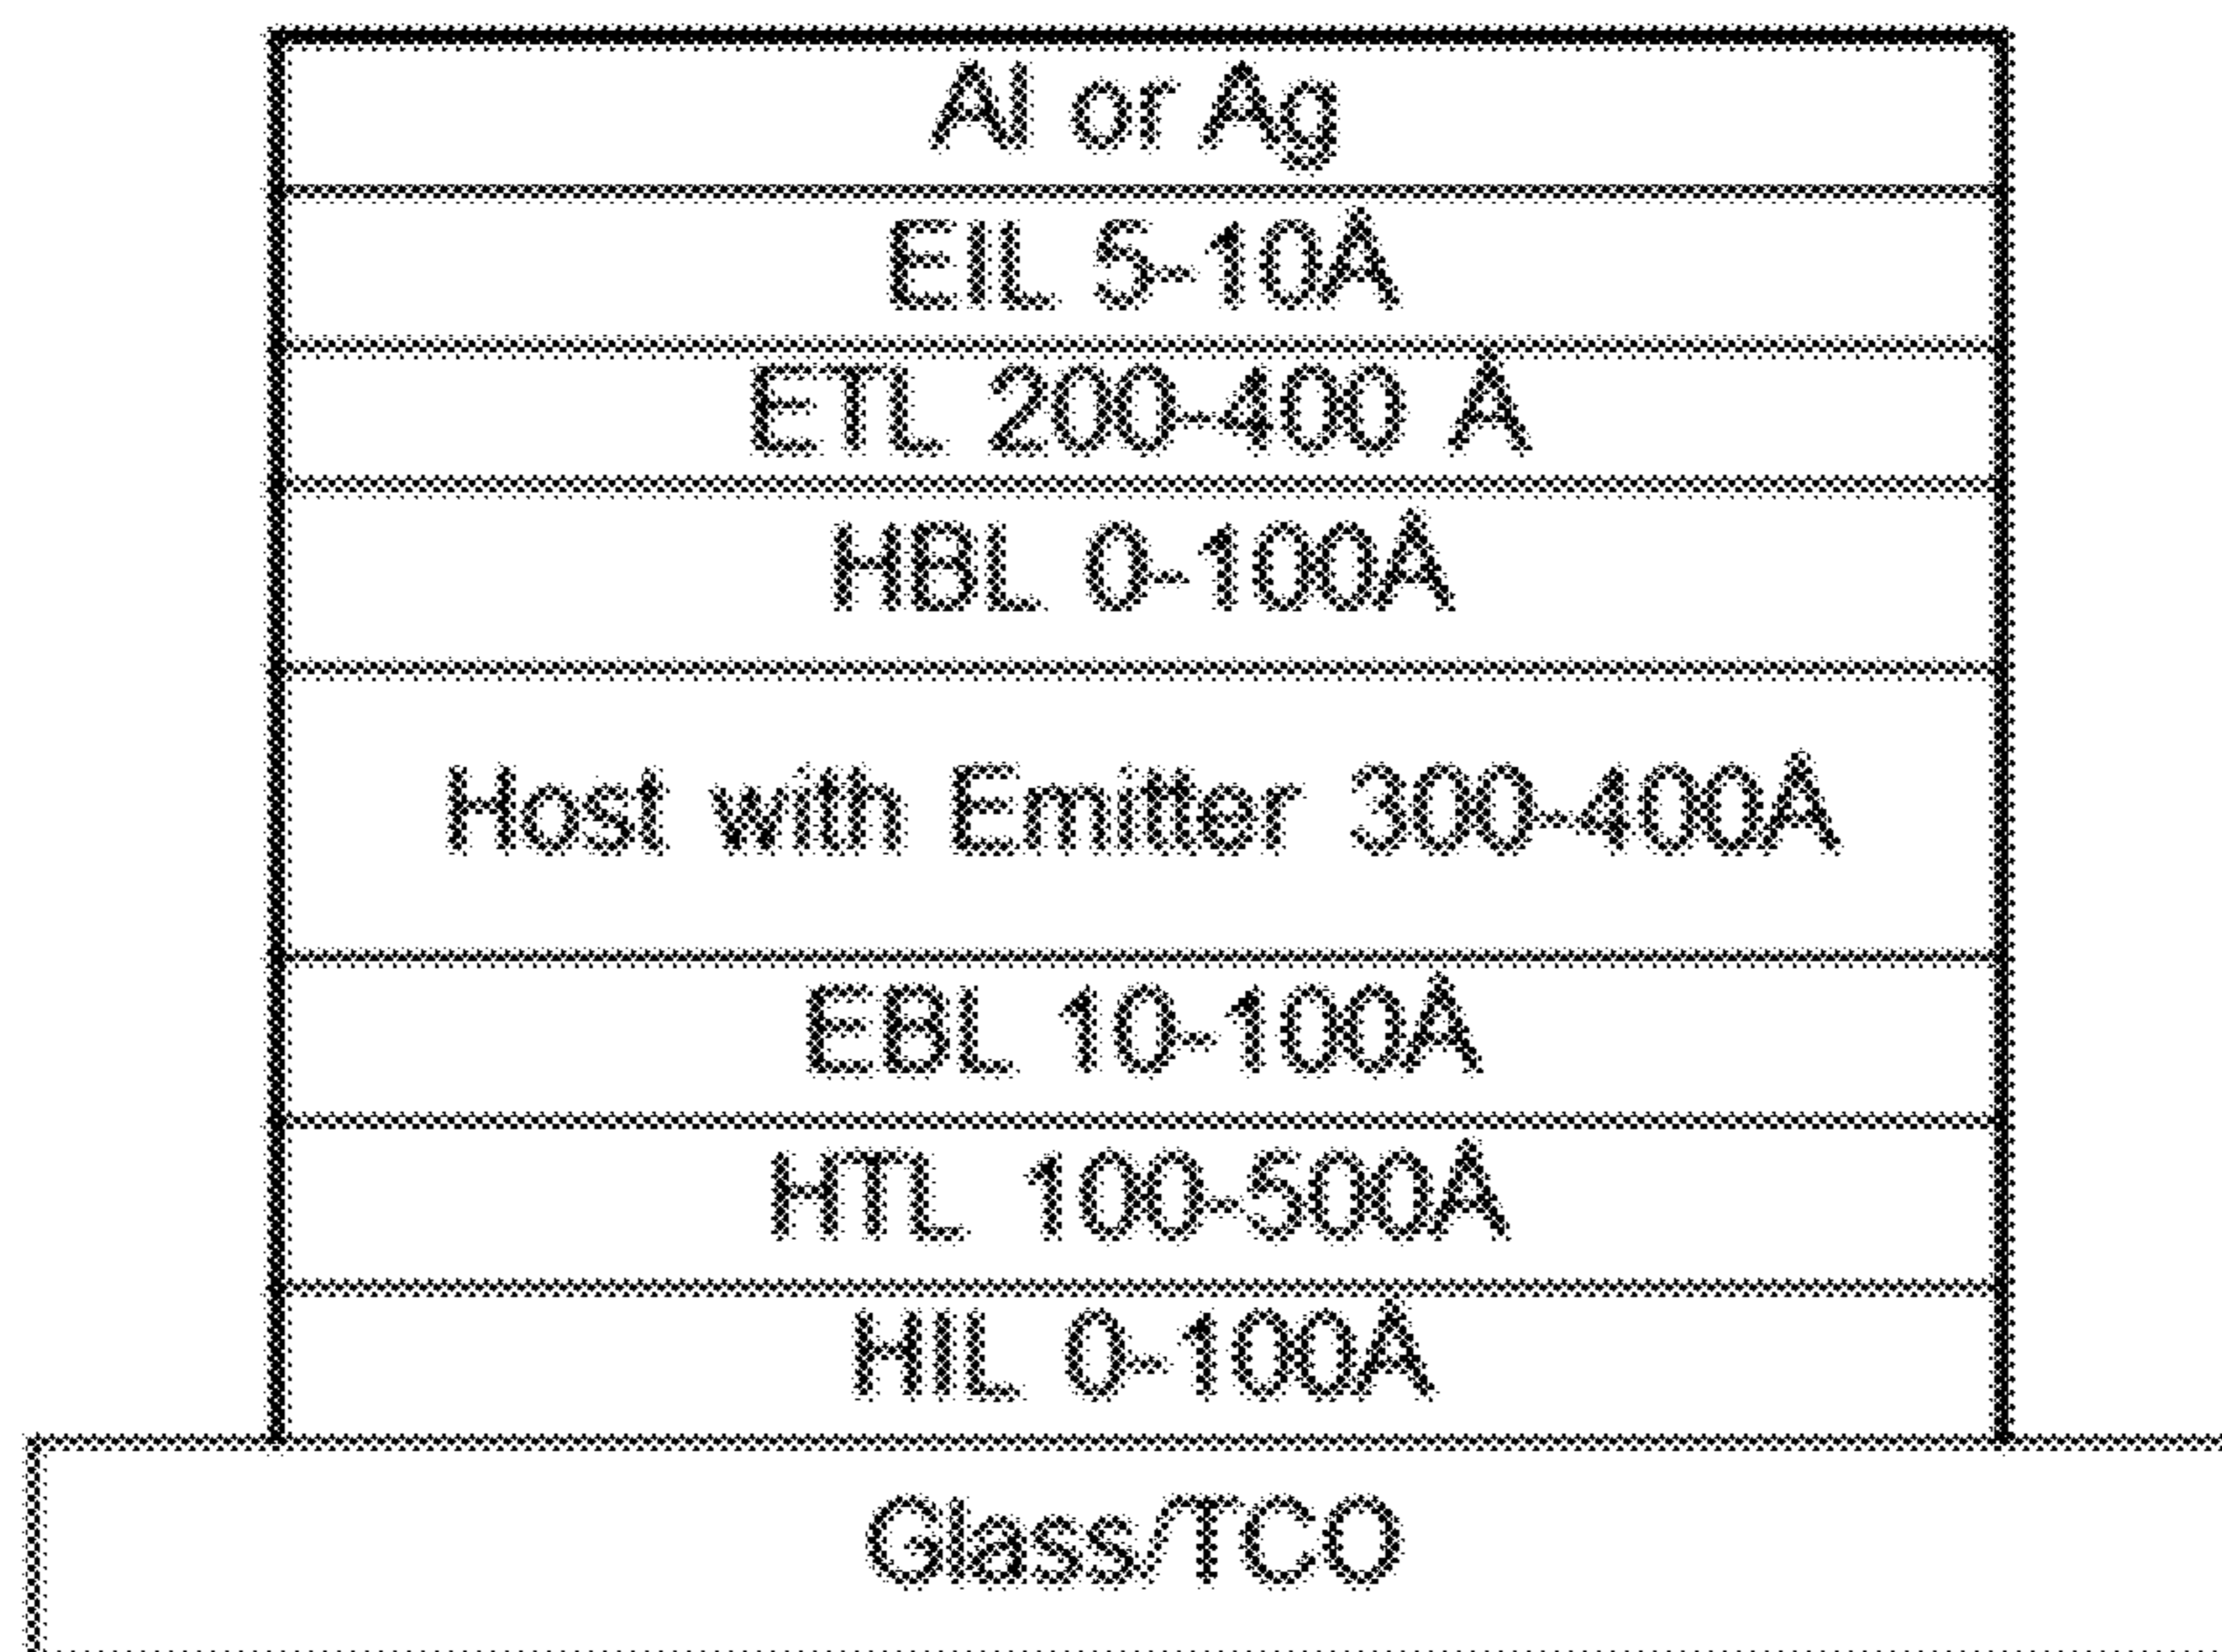 Al or Ag
EIL 5-10Å
ETL 200-400 Å
HBL 0-100Å
Host with Emitter 300-400Å
EBL 10-100Å
HTL 100-500Å
HIL 0-100Å
Glass/TCO